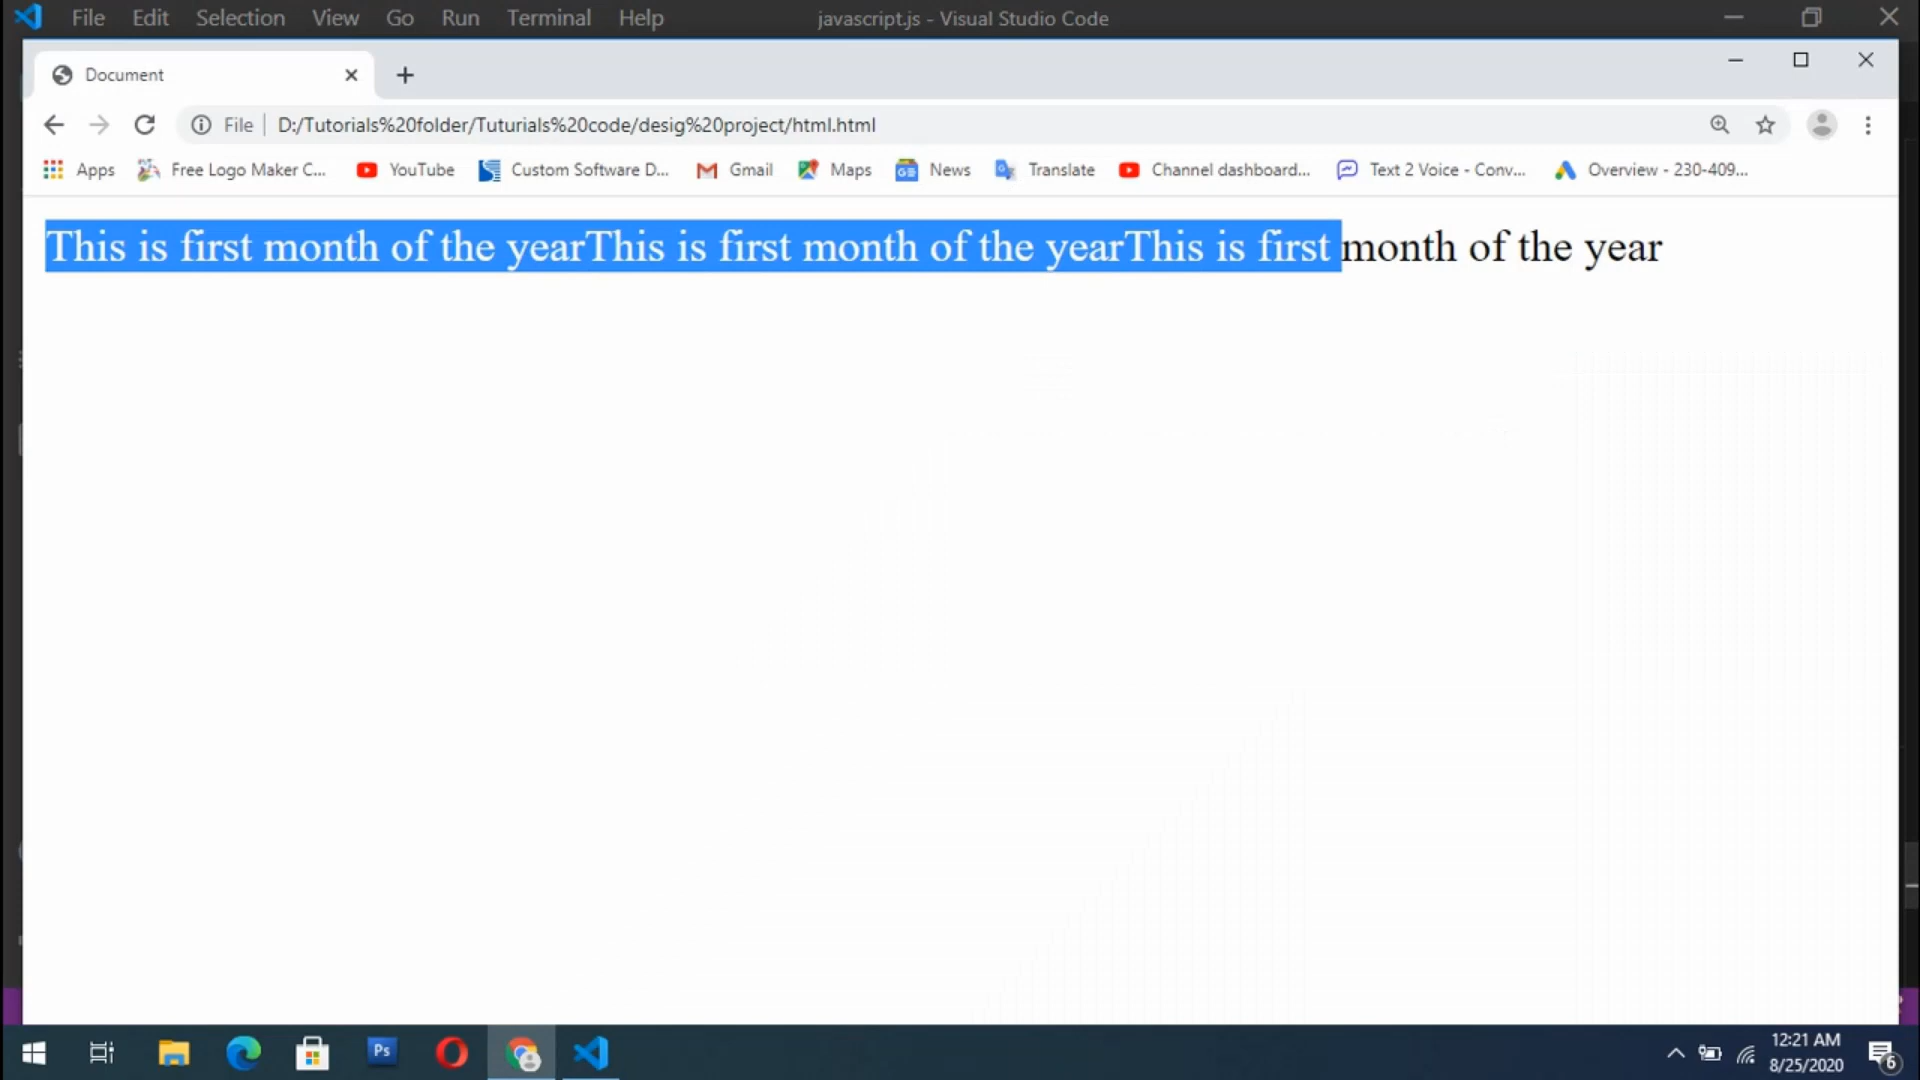 File Edit Selection View Go Run Terminal Help javascript.js - Visual Studio Code
Document
File D:/Tutorials%20folder/Tuturials%20code/desig%20project/html.html
Apps Free Logo Maker C... YouTube Custom Software D... Gmail Maps News Translate Channel dashboard... Text 2 Voice - Conv... Overview - 230-409...
This is first month of the yearThis is first month of the yearThis is first month of the year
Ps
12:21 AM
8/25/2020
6